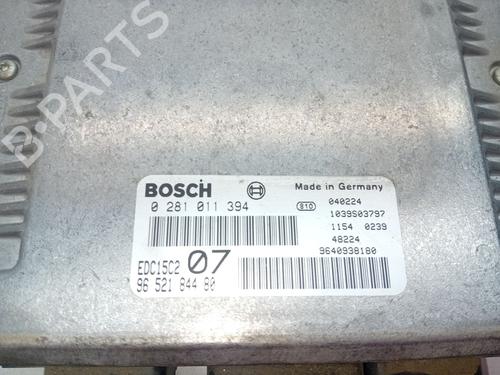 B-PARTS
BOSCH
Made in Germany
0 281 011 394
810 040224
1039S03797
1154 0239
48224
9640938180
EDC15C2 07
96 521 844 80